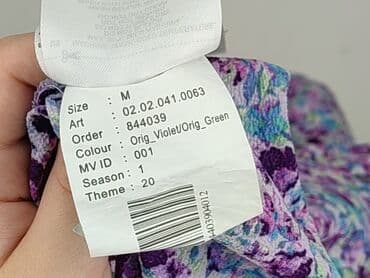 Size : M
Art : 02.02.041.0063
Order : 844039
Colour : Orig_Violet/Orig_Green
MV ID : 001
Season : 1
Theme : 20